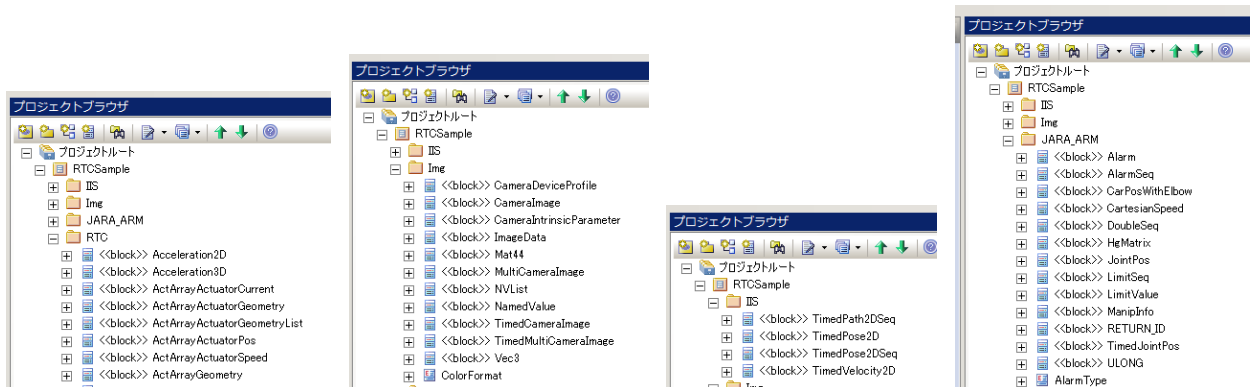 プロジェクトブラウザ
プロジェクトルート
RTCSample
IIS
Img
JARA_ARM
RTC
<<block>> Acceleration2D
<<block>> Acceleration3D
<<block>> ActArrayActuatorCurrent
<<block>> ActArrayActuatorGeometry
<<block>> ActArrayActuatorGeometryList
<<block>> ActArrayActuatorPos
<<block>> ActArrayActuatorSpeed
<<block>> ActArrayGeometry
プロジェクトブラウザ
プロジェクトルート
RTCSample
IIS
Img
<<block>> CameraDeviceProfile
<<block>> CameraImage
<<block>> CameraIntrinsicParameter
<<block>> ImageData
<<block>> Mat44
<<block>> MultiCameraImage
<<block>> NVList
<<block>> NamedValue
<<block>> TimedCameraImage
<<block>> TimedMultiCameraImage
<<block>> Vec3
ColorFormat
プロジェクトブラウザ
プロジェクトルート
RTCSample
IIS
<<block>> TimedPath2DSeq
<<block>> TimedPose2D
<<block>> TimedPose2DSeq
<<block>> TimedVelocity2D
Img
プロジェクトブラウザ
プロジェクトルート
RTCSample
IIS
Img
JARA_ARM
<<block>> Alarm
<<block>> AlarmSeq
<<block>> CarPosWithElbow
<<block>> CartesianSpeed
<<block>> DoubleSeq
<<block>> HgMatrix
<<block>> JointPos
<<block>> LimitSeq
<<block>> LimitValue
<<block>> ManipInfo
<<block>> RETURN_ID
<<block>> TimedJointPos
<<block>> ULONG
AlarmType